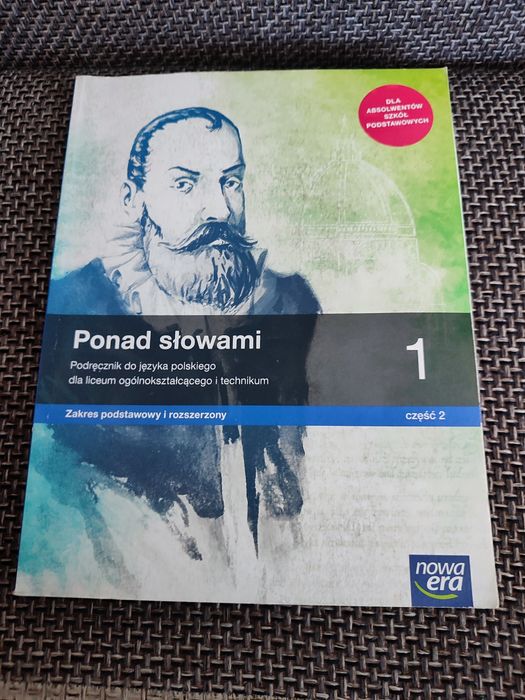 DLA
ABSOLWENTÓW
SZKÓŁ
PODSTAWOWYCH
Ponad słowami
1
Podręcznik do języka polskiego
dla liceum ogólnokształcącego i technikum
Zakres podstawowy i rozszerzony
część 2
nowa
era